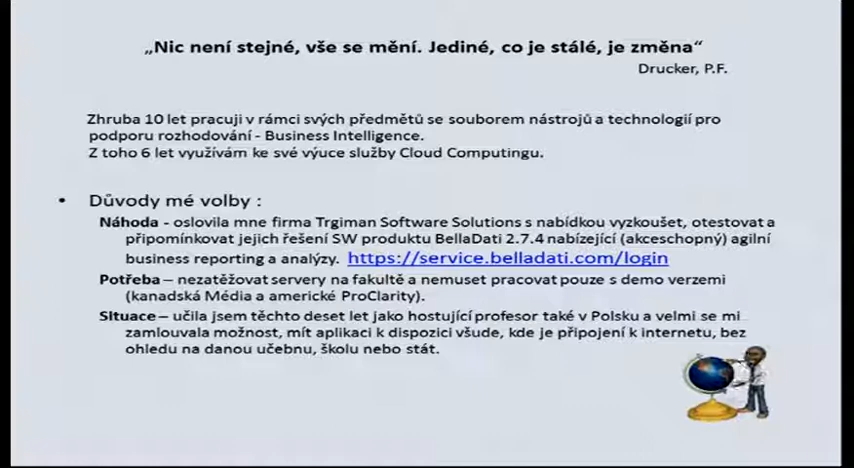 „Nic není stejné, vše se mění. Jediné, co je stálé, je změna“
Drucker, P.F.
Zhruba 10 let pracuji v rámci svých předmětů se souborem nástrojů a technologií pro
podporu rozhodování - Business Intelligence.
Z toho 6 let využívám ke své výuce služby Cloud Computingu.
• Důvody mé volby :
Náhoda - oslovila mne firma Trgiman Software Solutions s nabídkou vyzkoušet, otestovat a
připomínkovat jejich řešení SW produktu BellaDati 2.7.4 nabízející (akceschopný) agilní
business reporting a analýzy. https://service.belladati.com/login
Potřeba – nezatěžovat servery na fakultě a nemuset pracovat pouze s demo verzemi
(kanadská Média a americké ProClarity).
Situace – učila jsem těchto deset let jako hostující profesor také v Polsku a velmi se mi
zamlouvala možnost, mít aplikaci k dispozici všude, kde je připojení k internetu, bez
ohledu na danou učebnu, školu nebo stát.